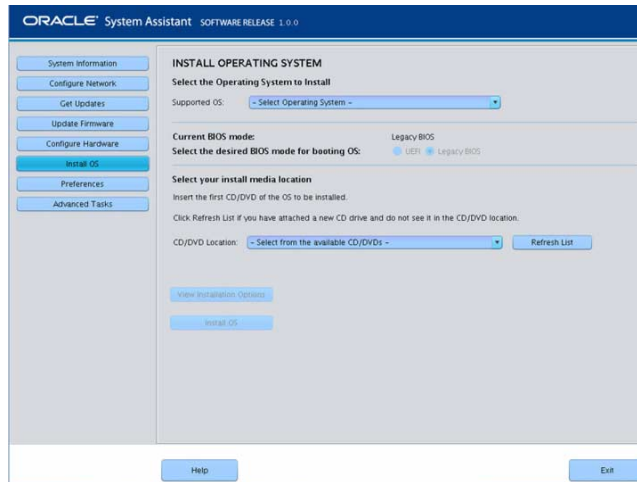 ORACLE® System Assistant SOFTWARE RELEASE 1.0.0
System Information
Configure Network
Get Updates
Update Firmware
Configure Hardware
Install OS
Preferences
Advanced Tasks
INSTALL OPERATING SYSTEM
Select the Operating System to Install
Supported OS: - Select Operating System -
Current BIOS mode: Legacy BIOS
Select the desired BIOS mode for booting OS: UEFI Legacy BIOS
Select your install media location
Insert the first CD/DVD of the OS to be installed.
Click Refresh List if you have attached a new CD drive and do not see it in the CD/DVD location.
CD/DVD Location: - Select from the available CD/DVDs - Refresh List
View Installation Options
Install OS
Help Exit